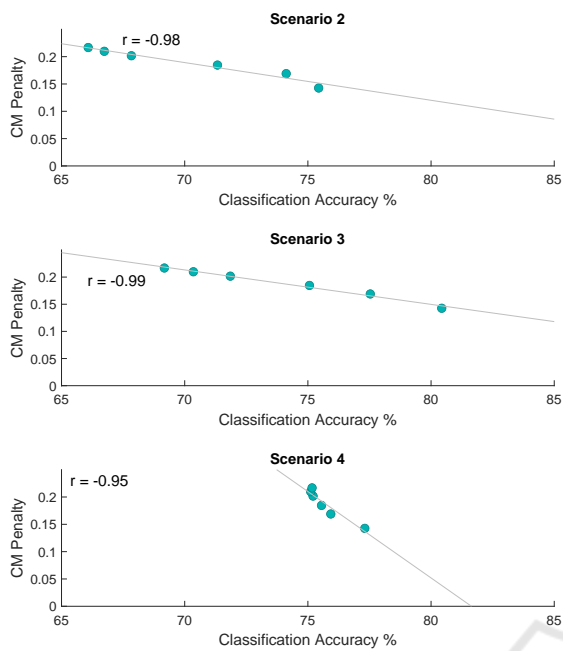 Scenario 2
r = -0.98
CM Penalty
0.2
0.15
0.1
0.05
0
65 70 75 80 85
Classification Accuracy %
Scenario 3
r = -0.99
CM Penalty
0.2
0.15
0.1
0.05
0
65 70 75 80 85
Classification Accuracy %
Scenario 4
r = -0.95
CM Penalty
0.2
0.15
0.1
0.05
0
65 70 75 80 85
Classification Accuracy %